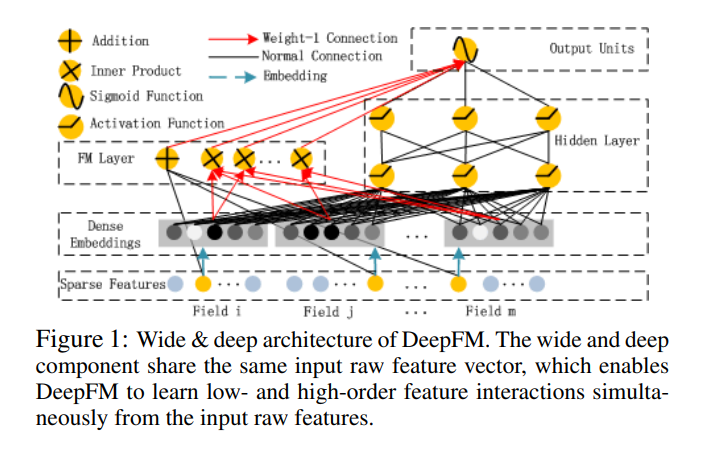 Addition
Weight-1 Connection
Normal Connection
Output Units
Inner Product
Embedding
Sigmoid Function
Activation Function
Hidden Layer
FM Layer
...
Dense
Embeddings
...
Sparse Features
... ... ... ...
Field i Field j ... Field m
Figure 1: Wide & deep architecture of DeepFM. The wide and deep
component share the same input raw feature vector, which enables
DeepFM to learn low- and high-order feature interactions simulta-
neously from the input raw features.